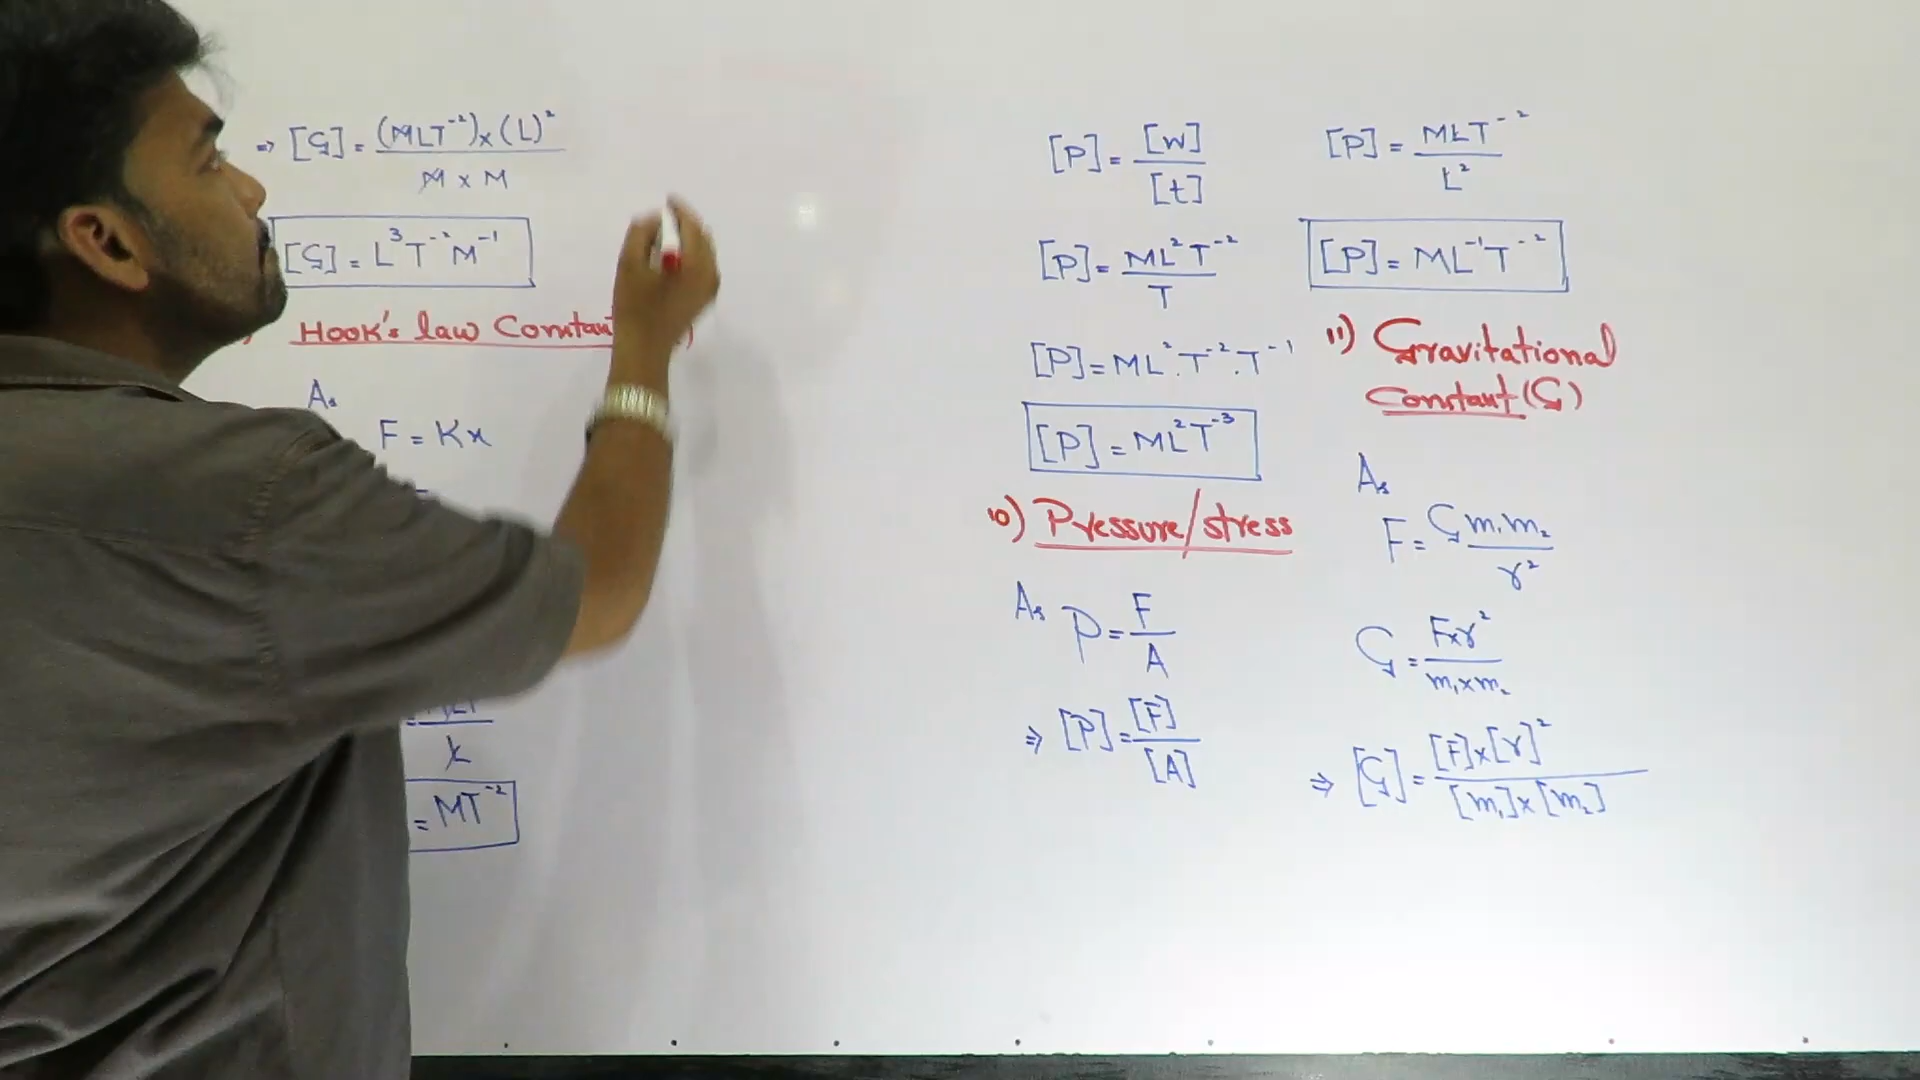 ⇒ [G] = (MLT⁻²)×(L)² / M × M
[G] = L³T⁻²M⁻¹
Hook's law Constant
As
F = Kx
L
= MT⁻²
[P] = [W] / [t]
[P] = ML²T⁻² / T
[P] = ML².T⁻².T⁻¹
[P] = ML²T⁻³
10) Pressure/stress
As P = F / A
⇒ [P] = [F] / [A]
[P] = MLT⁻² / L²
[P] = ML⁻¹T⁻²
11) Gravitational
Constant (G)
As
F = G m₁m₂ / r²
G = F×r² / m₁×m₂
⇒ [G] = [F]×[r]² / [m₁]×[m₂]